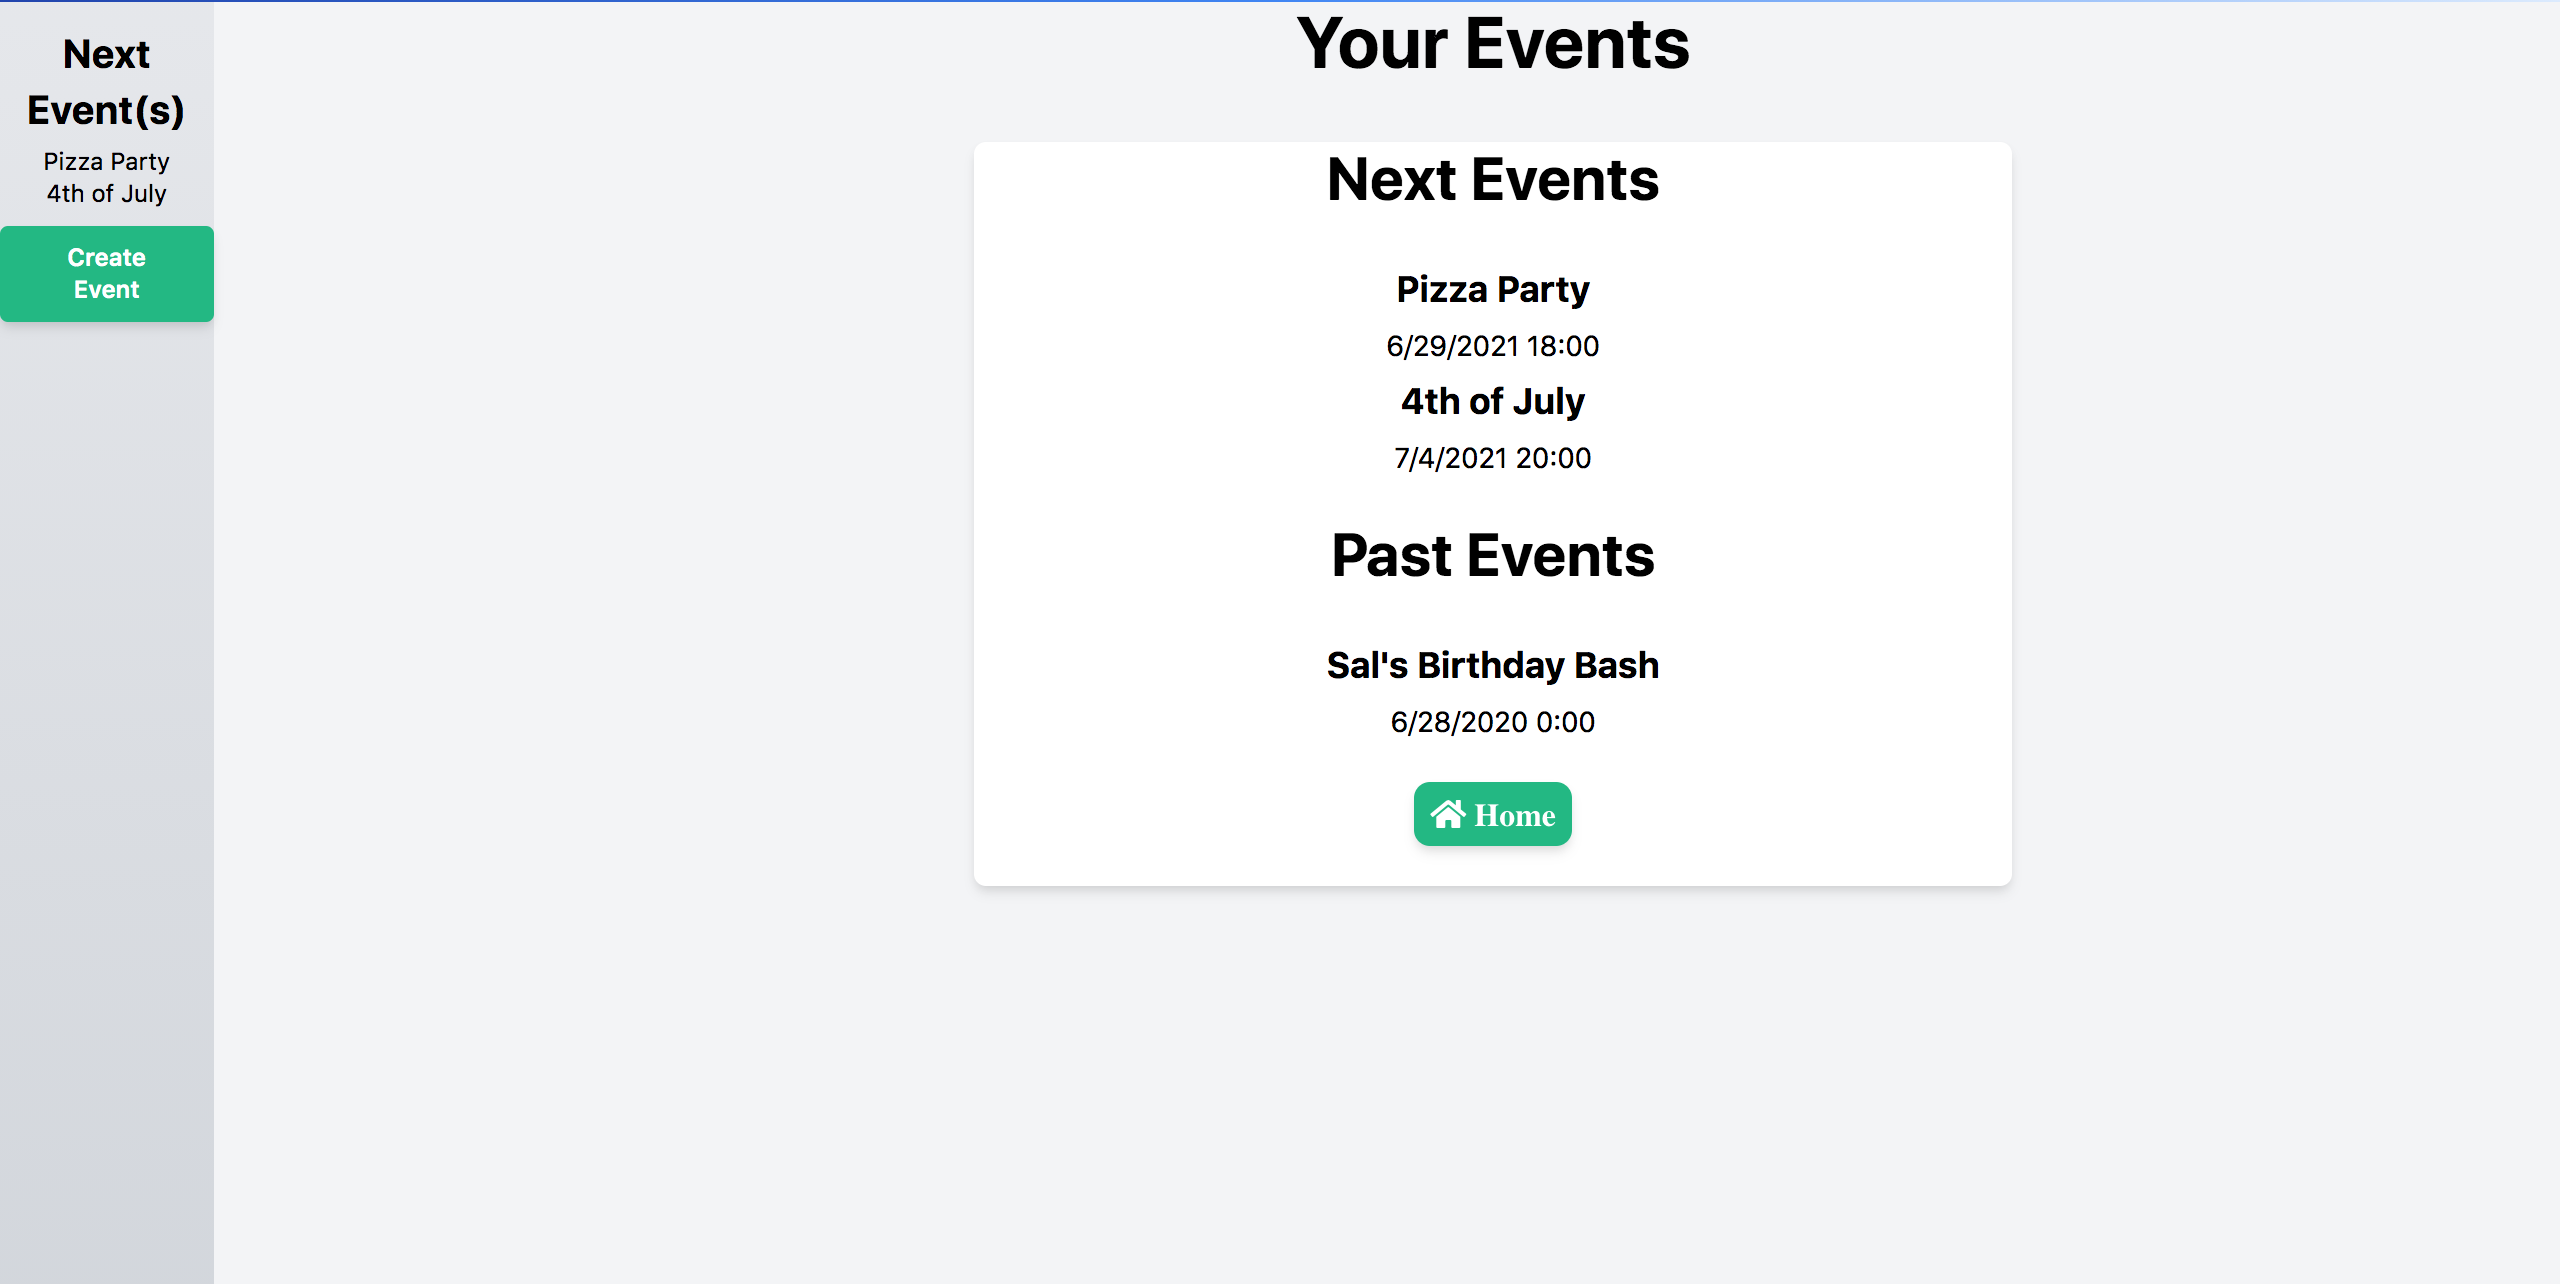 Next
Event(s)
Pizza Party
4th of July
Create
Event
Your Events
Next Events
Pizza Party
6/29/2021 18:00
4th of July
7/4/2021 20:00
Past Events
Sal's Birthday Bash
6/28/2020 0:00
Home